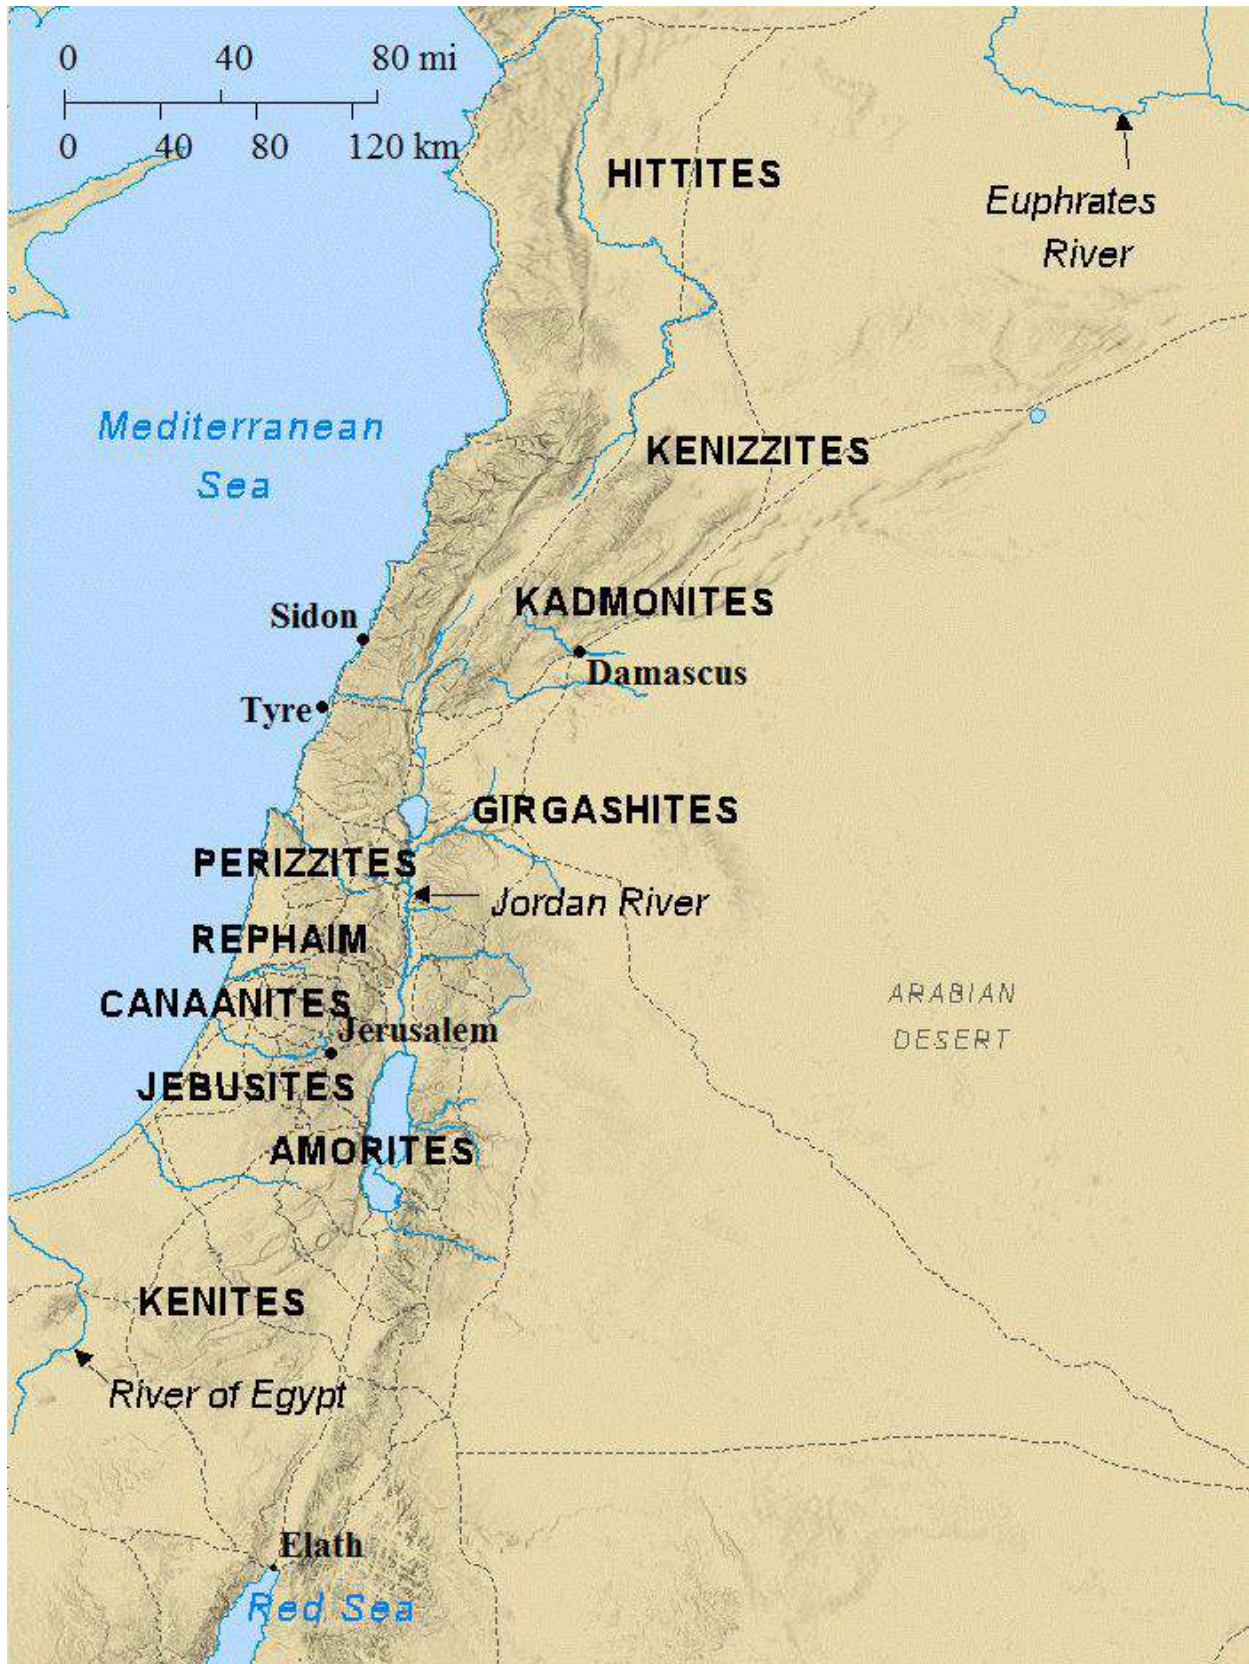 0 40 80 mi
0 40 80 120 km
HITTITES
Euphrates
River
Mediterranean
Sea
KENIZZITES
KADMONITES
Sidon
Damascus
Tyre
GIRGASHITES
PERIZZITES
Jordan River
REPHAIM
CANAANITES
ARABIAN
DESERT
Jerusalem
JEBUSITES
AMORITES
KENITES
River of Egypt
Elath
Red Sea